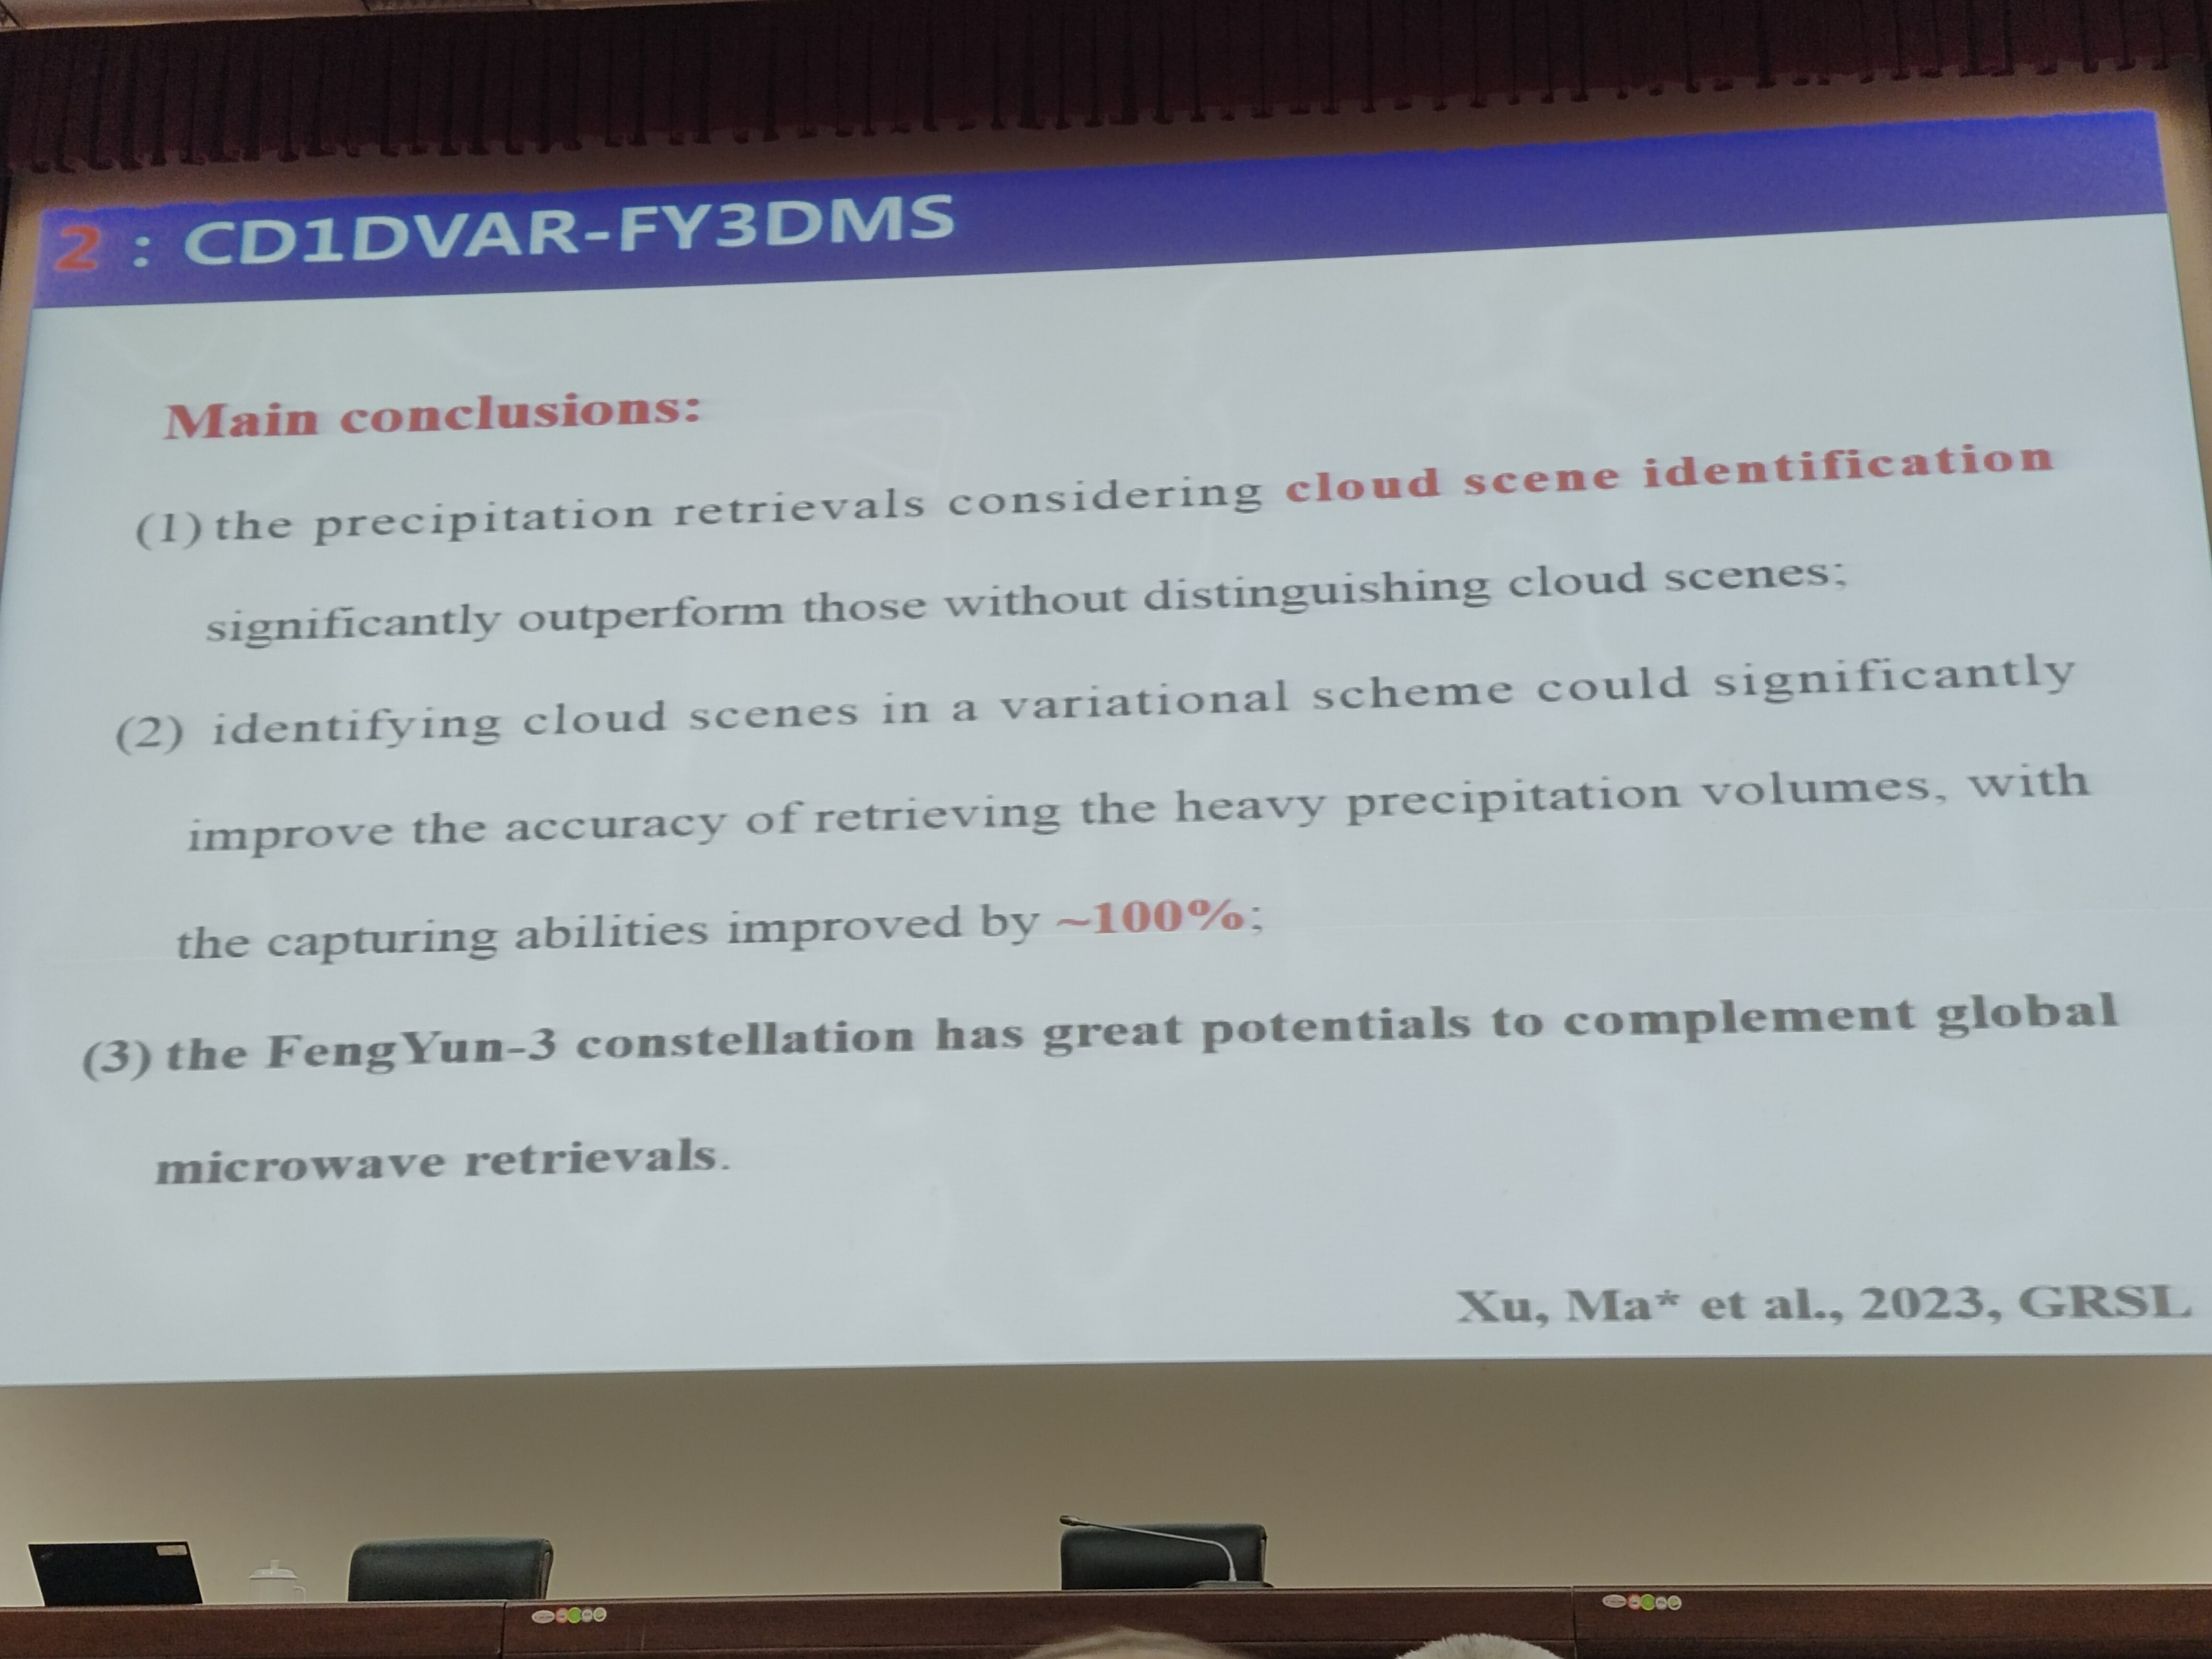 2 : CD1DVAR-FY3DMS
Main conclusions:
(1) the precipitation retrievals considering cloud scene identification
significantly outperform those without distinguishing cloud scenes;
(2) identifying cloud scenes in a variational scheme could significantly
improve the accuracy of retrieving the heavy precipitation volumes, with
the capturing abilities improved by ~100%;
(3) the FengYun-3 constellation has great potentials to complement global
microwave retrievals.
Xu, Ma* et al., 2023, GRSL